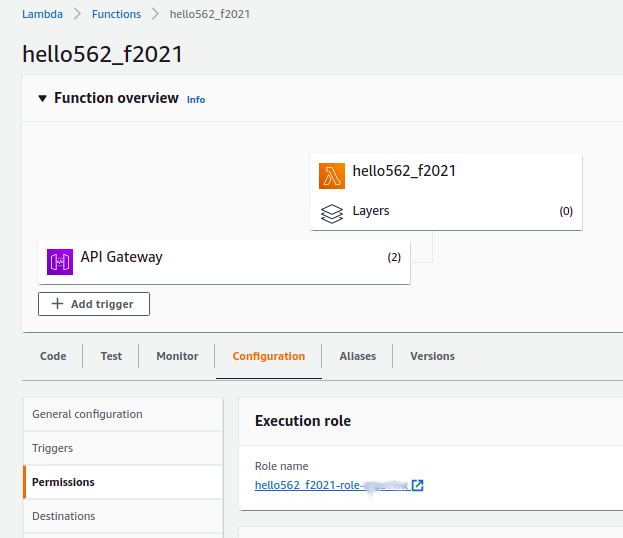 Lambda > Functions > hello562_f2021
hello562_f2021
Function overview Info
hello562_f2021
Layers (0)
API Gateway (2)
+ Add trigger
Code Test Monitor Configuration Aliases Versions
General configuration
Triggers
Permissions
Destinations
Execution role
Role name
hello562_f2021-role-